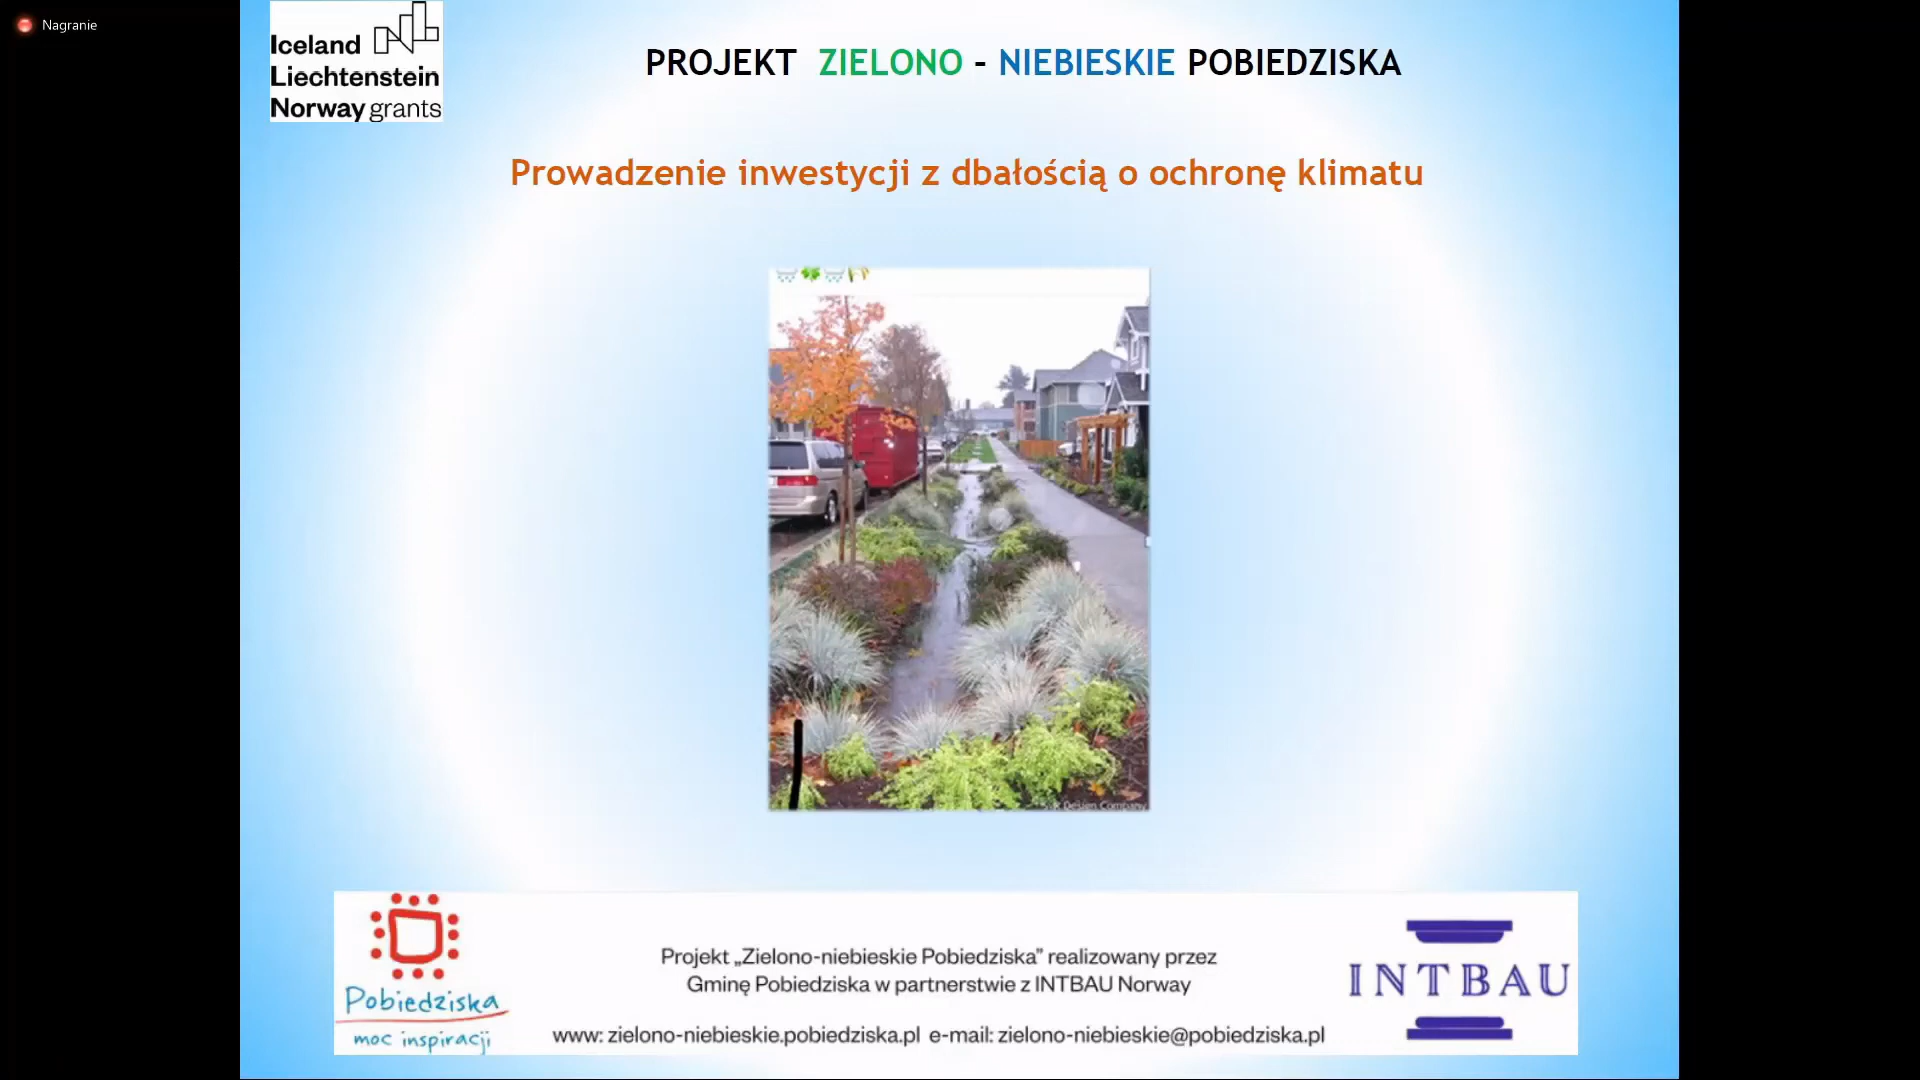 Nagranie
Iceland
Liechtenstein
Norway grants
PROJEKT ZIELONO – NIEBIESKIE POBIEDZISKA
Prowadzenie inwestycji z dbałością o ochronę klimatu
Design Company
Pobiedziska
moc inspiracji
Projekt „Zielono-niebieskie Pobiedziska” realizowany przez
Gminę Pobiedziska w partnerstwie z INTBAU Norway
www: zielono-niebieskie.pobiedziska.pl e-mail: zielono-niebieskie@pobiedziska.pl
INTBAU